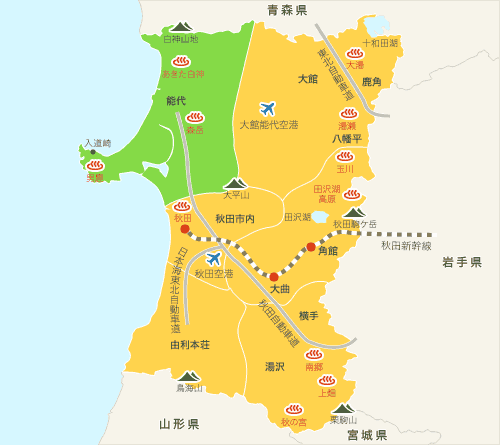 青森県
白神山地
十和田湖
あきた白神
東北自動車道
大湯
大館
鹿角
能代
大館能代空港
森岳
湯瀬
八幡平
入道崎
玉川
男鹿
大平山
田沢湖
高原
秋田
秋田市内
田沢湖
秋田駒ケ岳
角館
秋田新幹線
岩手県
日本海東北自動車道
秋田空港
大曲
秋田自動車道
横手
由利本荘
湯沢
南郷
鳥海山
上畑
秋の宮
栗駒山
山形県
宮城県